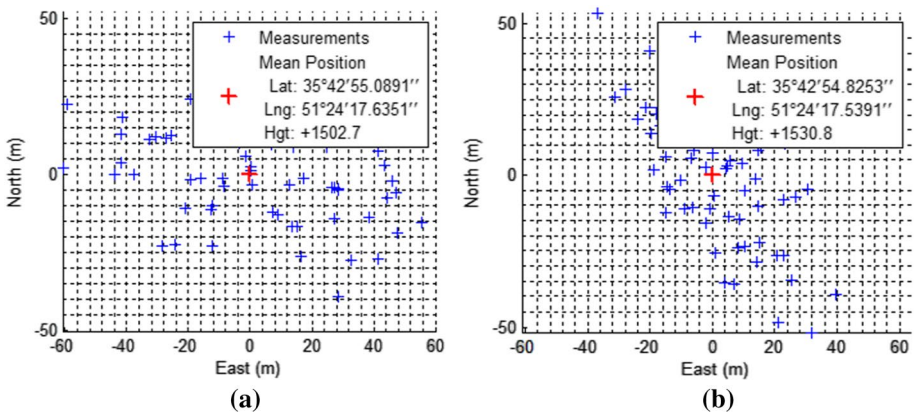 50
0
-50
North (m)
Measurements
Mean Position
Lat: 35°42′55.0891′′
Lng: 51°24′17.6351′′
Hgt: +1502.7
-60 -40 -20 0 20 40 60
East (m)
(a)
50
0
-50
North (m)
Measurements
Mean Position
Lat: 35°42′54.8253′′
Lng: 51°24′17.5391′′
Hgt: +1530.8
-60 -40 -20 0 20 40 60
East (m)
(b)